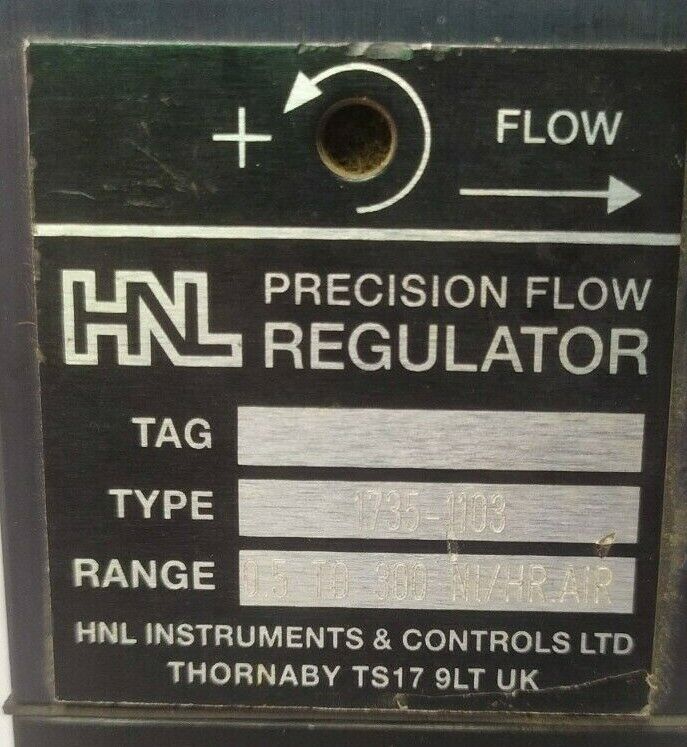 + FLOW
HNL PRECISION FLOW
REGULATOR
TAG
TYPE 1735-1103
RANGE 0.5 TO 300 Nl/HR.AIR
HNL INSTRUMENTS & CONTROLS LTD
THORNABY TS17 9LT UK